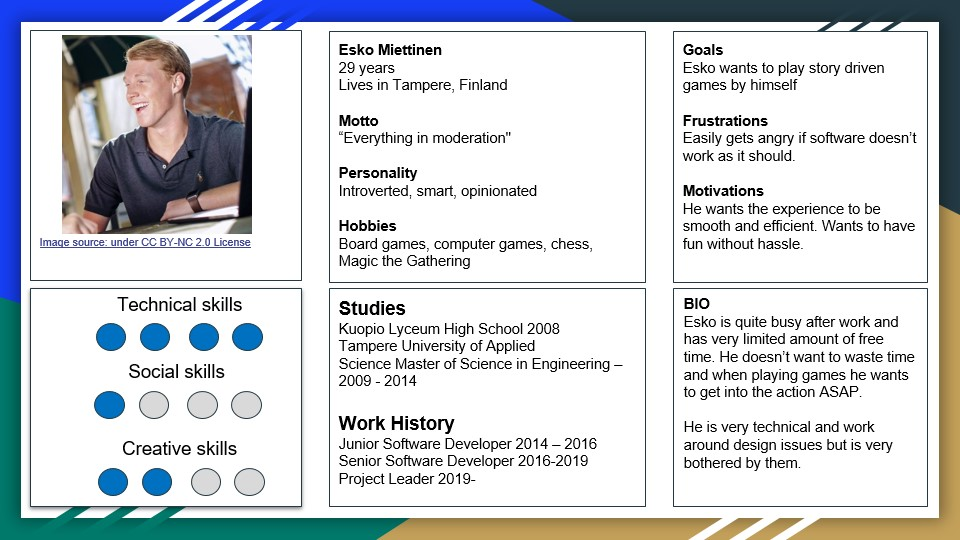 Image source: under CC BY-NC 2.0 License
Esko Miettinen
29 years
Lives in Tampere, Finland
Motto
“Everything in moderation"
Personality
Introverted, smart, opinionated
Hobbies
Board games, computer games, chess,
Magic the Gathering
Goals
Esko wants to play story driven
games by himself
Frustrations
Easily gets angry if software doesn’t
work as it should.
Motivations
He wants the experience to be
smooth and efficient. Wants to have
fun without hassle.
Technical skills
Social skills
Creative skills
Studies
Kuopio Lyceum High School 2008
Tampere University of Applied
Science Master of Science in Engineering –
2009 - 2014
Work History
Junior Software Developer 2014 – 2016
Senior Software Developer 2016-2019
Project Leader 2019-
BIO
Esko is quite busy after work and
has very limited amount of free
time. He doesn’t want to waste time
and when playing games he wants
to get into the action ASAP.
He is very technical and work
around design issues but is very
bothered by them.